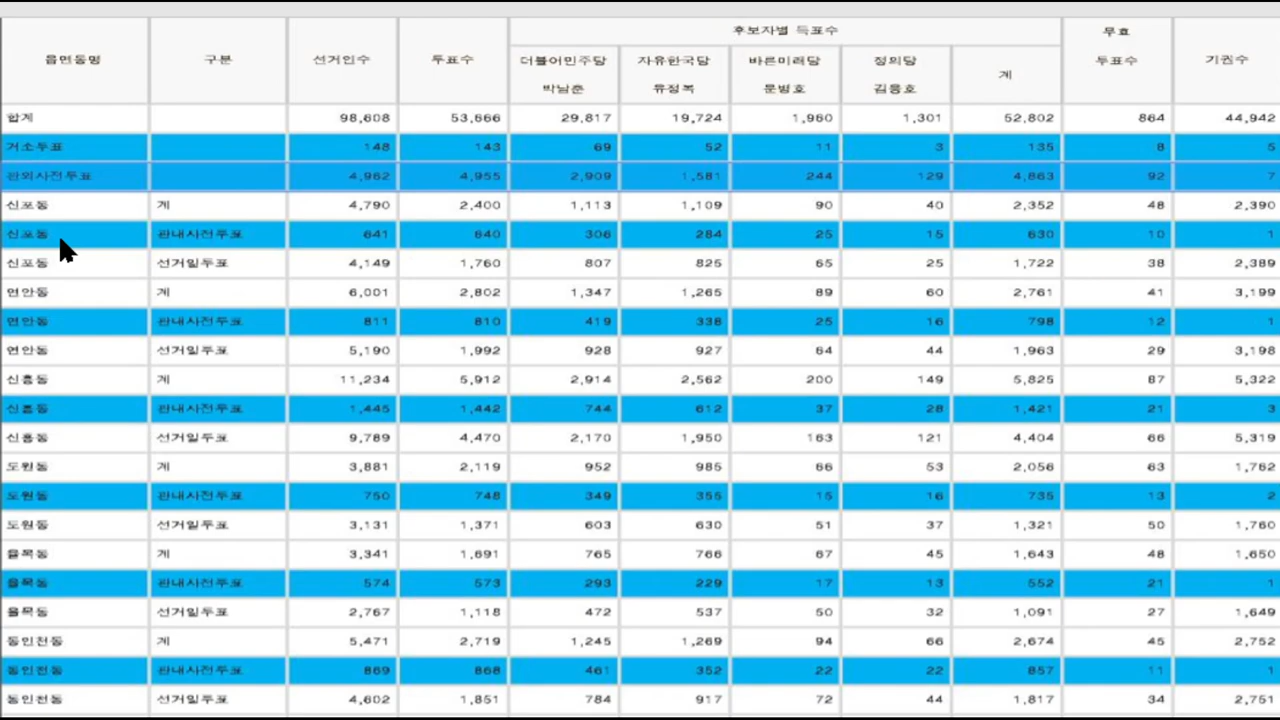 읍면동명 구분 선거인수 투표수 후보자별 득표수 무효 투표수 기권수
더불어민주당 박남춘 자유한국당 유정복 바른미래당 문병호 정의당 김응호 계
합계 98,608 53,666 29,817 19,724 1,960 1,301 52,802 864 44,942
거소투표 148 143 69 52 11 3 135 8 5
관외사전투표 4,962 4,955 2,909 1,581 244 129 4,863 92 7
신포동 계 4,790 2,400 1,113 1,109 90 40 2,352 48 2,390
신포동 관내사전투표 641 640 306 284 25 15 630 10 1
신포동 선거일투표 4,149 1,760 807 825 65 25 1,722 38 2,389
연안동 계 6,001 2,802 1,347 1,265 89 60 2,761 41 3,199
연안동 관내사전투표 811 810 419 338 25 16 798 12 1
연안동 선거일투표 5,190 1,992 928 927 64 44 1,963 29 3,198
신흥동 계 11,234 5,912 2,914 2,562 200 149 5,825 87 5,322
신흥동 관내사전투표 1,445 1,442 744 612 37 28 1,421 21 3
신흥동 선거일투표 9,789 4,470 2,170 1,950 163 121 4,404 66 5,319
도원동 계 3,881 2,119 952 985 66 53 2,056 63 1,762
도원동 관내사전투표 750 748 349 355 15 16 735 13 2
도원동 선거일투표 3,131 1,371 603 630 51 37 1,321 50 1,760
율목동 계 3,341 1,691 765 766 67 45 1,643 48 1,650
율목동 관내사전투표 574 573 293 229 17 13 552 21 1
율목동 선거일투표 2,767 1,118 472 537 50 32 1,091 27 1,649
동인천동 계 5,471 2,719 1,245 1,269 94 66 2,674 45 2,752
동인천동 관내사전투표 869 868 461 352 22 22 857 11 1
동인천동 선거일투표 4,602 1,851 784 917 72 44 1,817 34 2,751